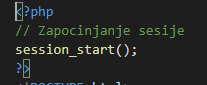 <?php
// Zapocinjanje sesije
session_start();
?>